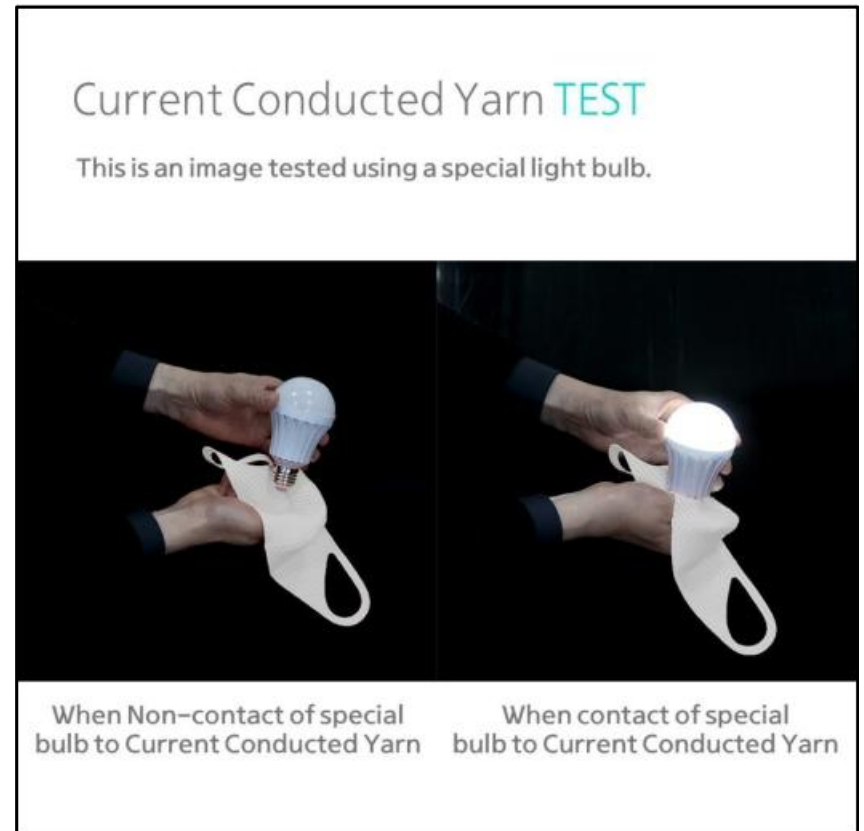 Current Conducted Yarn TEST
This is an image tested using a special light bulb.
When Non-contact of special
bulb to Current Conducted Yarn
When contact of special
bulb to Current Conducted Yarn